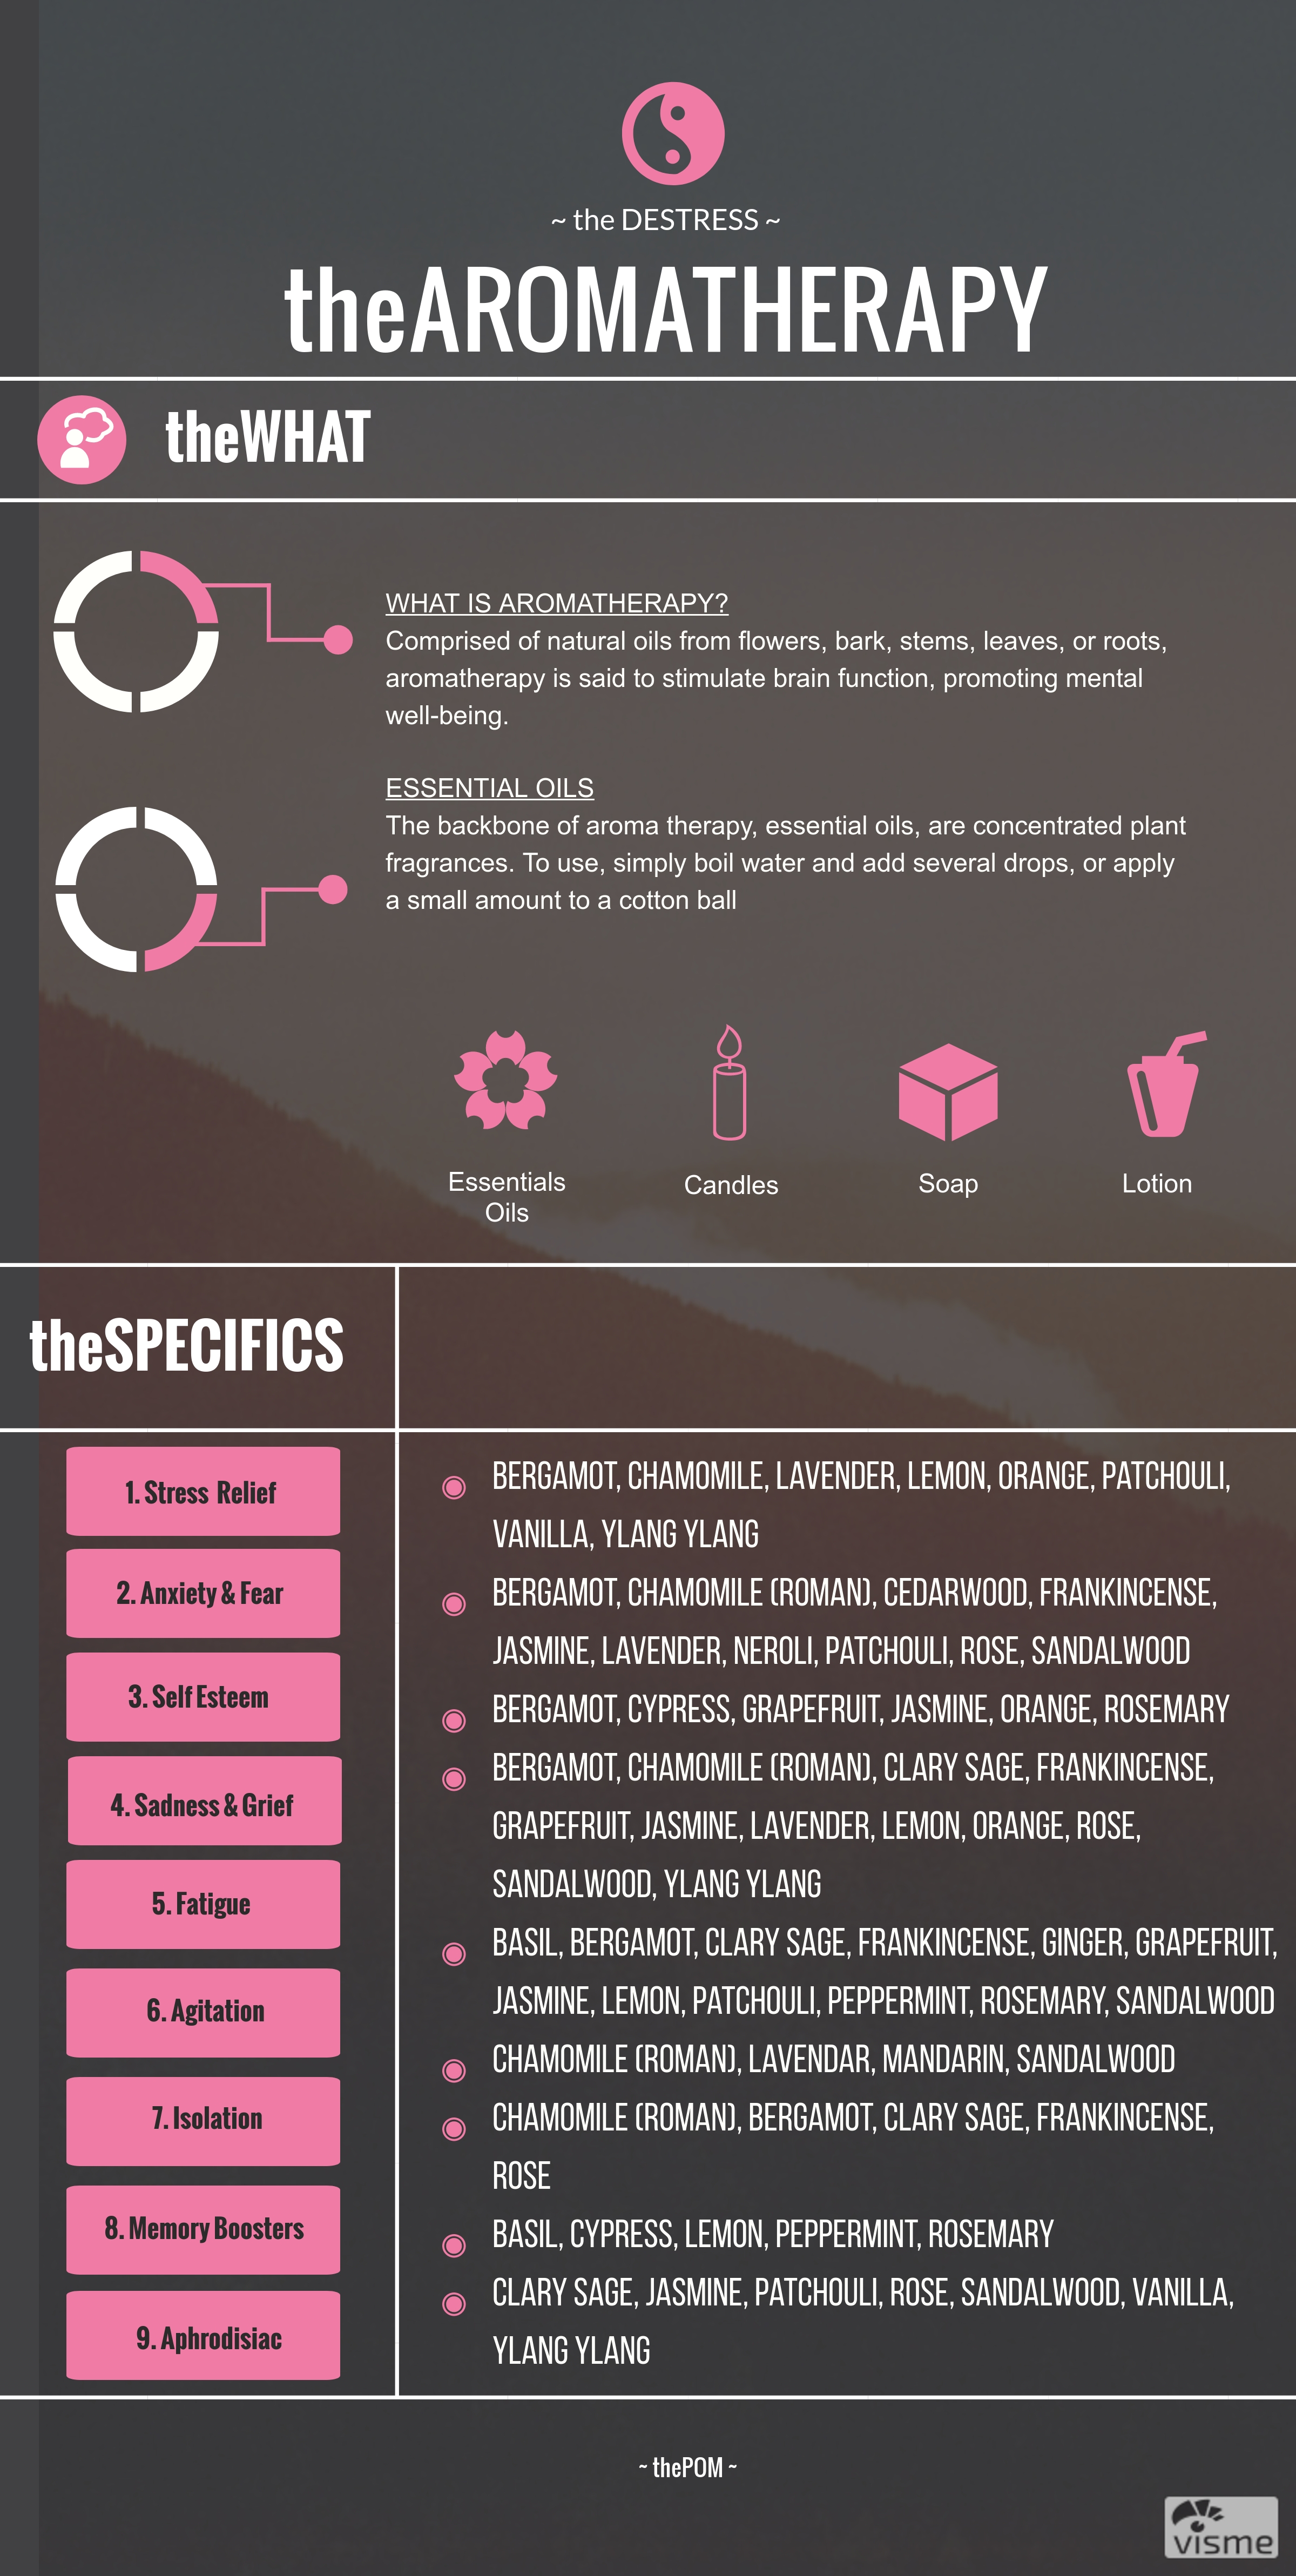 ~ the DESTRESS ~
theAROMATHERAPY
theWHAT
WHAT IS AROMATHERAPY?
Comprised of natural oils from flowers, bark, stems, leaves, or roots,
aromatherapy is said to stimulate brain function, promoting mental
well-being.
ESSENTIAL OILS
The backbone of aroma therapy, essential oils, are concentrated plant
fragrances. To use, simply boil water and add several drops, or apply
a small amount to a cotton ball
Essentials
Oils
Candles
Soap
Lotion
theSPECIFICS
1. Stress Relief
2. Anxiety & Fear
3. Self Esteem
4. Sadness & Grief
5. Fatigue
6. Agitation
7. Isolation
8. Memory Boosters
9. Aphrodisiac
BERGAMOT, CHAMOMILE, LAVENDER, LEMON, ORANGE, PATCHOULI,
VANILLA, YLANG YLANG
BERGAMOT, CHAMOMILE (ROMAN), CEDARWOOD, FRANKINCENSE,
JASMINE, LAVENDER, NEROLI, PATCHOULI, ROSE, SANDALWOOD
BERGAMOT, CYPRESS, GRAPEFRUIT, JASMINE, ORANGE, ROSEMARY
BERGAMOT, CHAMOMILE (ROMAN), CLARY SAGE, FRANKINCENSE,
GRAPEFRUIT, JASMINE, LAVENDER, LEMON, ORANGE, ROSE,
SANDALWOOD, YLANG YLANG
BASIL, BERGAMOT, CLARY SAGE, FRANKINCENSE, GINGER, GRAPEFRUIT,
JASMINE, LEMON, PATCHOULI, PEPPERMINT, ROSEMARY, SANDALWOOD
CHAMOMILE (ROMAN), LAVENDAR, MANDARIN, SANDALWOOD
CHAMOMILE (ROMAN), BERGAMOT, CLARY SAGE, FRANKINCENSE,
ROSE
BASIL, CYPRESS, LEMON, PEPPERMINT, ROSEMARY
CLARY SAGE, JASMINE, PATCHOULI, ROSE, SANDALWOOD, VANILLA,
YLANG YLANG
~ thePOM ~
visme